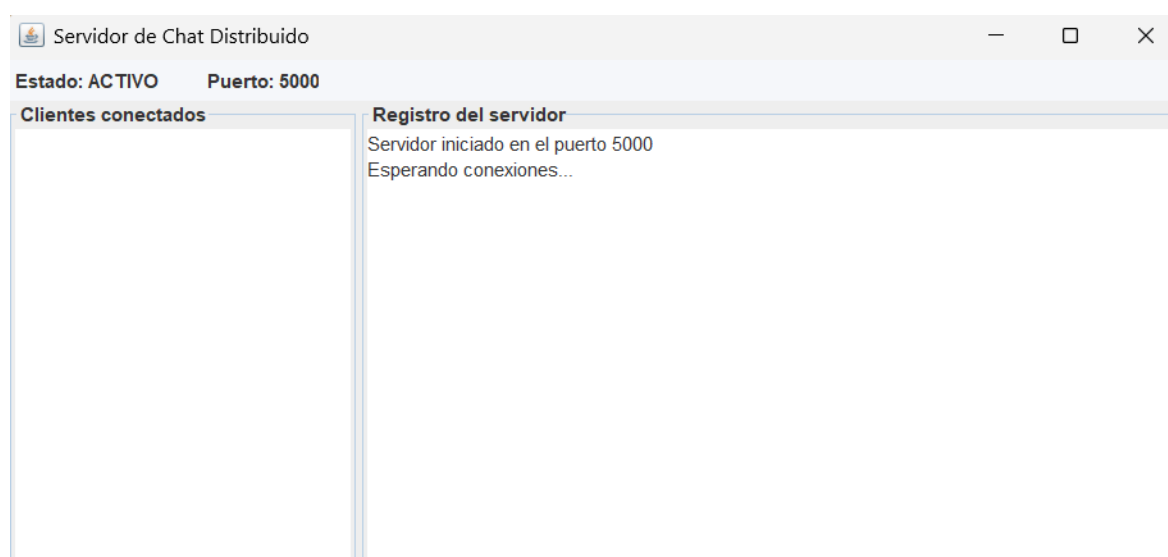 Servidor de Chat Distribuido
Estado: ACTIVO Puerto: 5000
Clientes conectados
Registro del servidor
Servidor iniciado en el puerto 5000
Esperando conexiones...